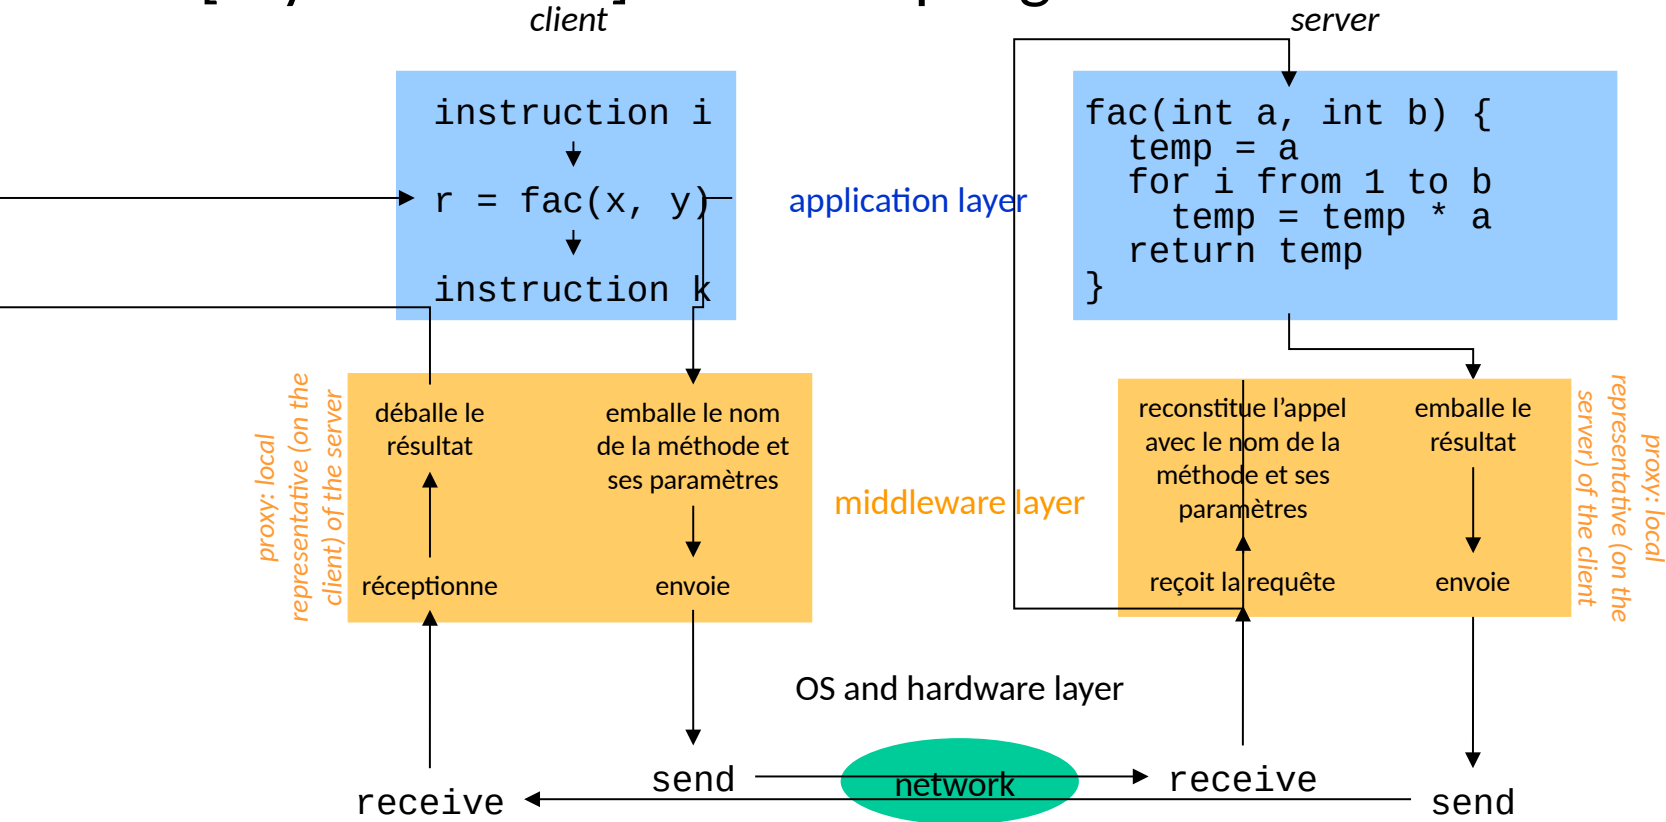 client
server
instruction i
r = fac(x, y)
instruction k
application layer
fac(int a, int b) {
temp = a
for i from 1 to b
temp = temp * a
return temp
}
proxy: local
representative (on the
client) of the server
déballe le
résultat
réceptionne
emballe le nom
de la méthode et
ses paramètres
envoie
middleware layer
reconstitue l’appel
avec le nom de la
méthode et ses
paramètres
reçoit la requête
emballe le
résultat
envoie
proxy: local
representative (on the
server) of the client
OS and hardware layer
send
network
receive
receive
send